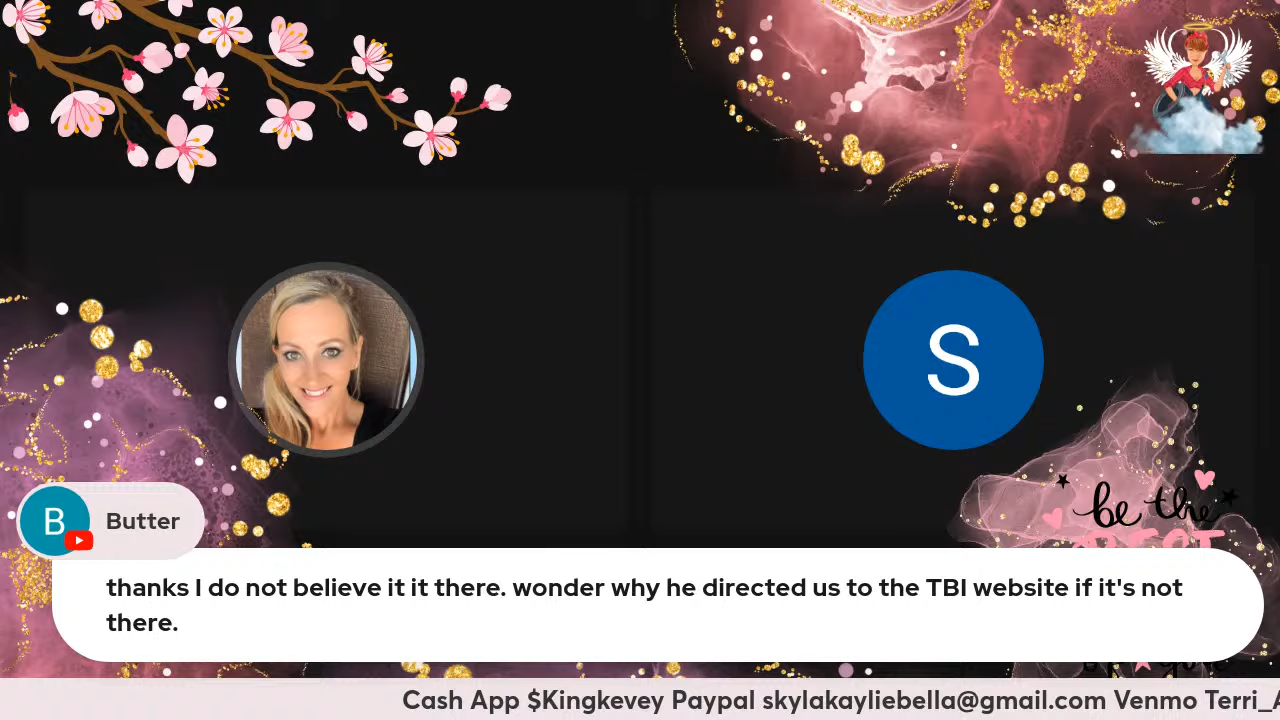 S
be the
B
Butter
thanks I do not believe it it there. wonder why he directed us to the TBI website if it's not
there.
Cash App $Kingkevey Paypal skylakayliebella@gmail.com Venmo Terri_